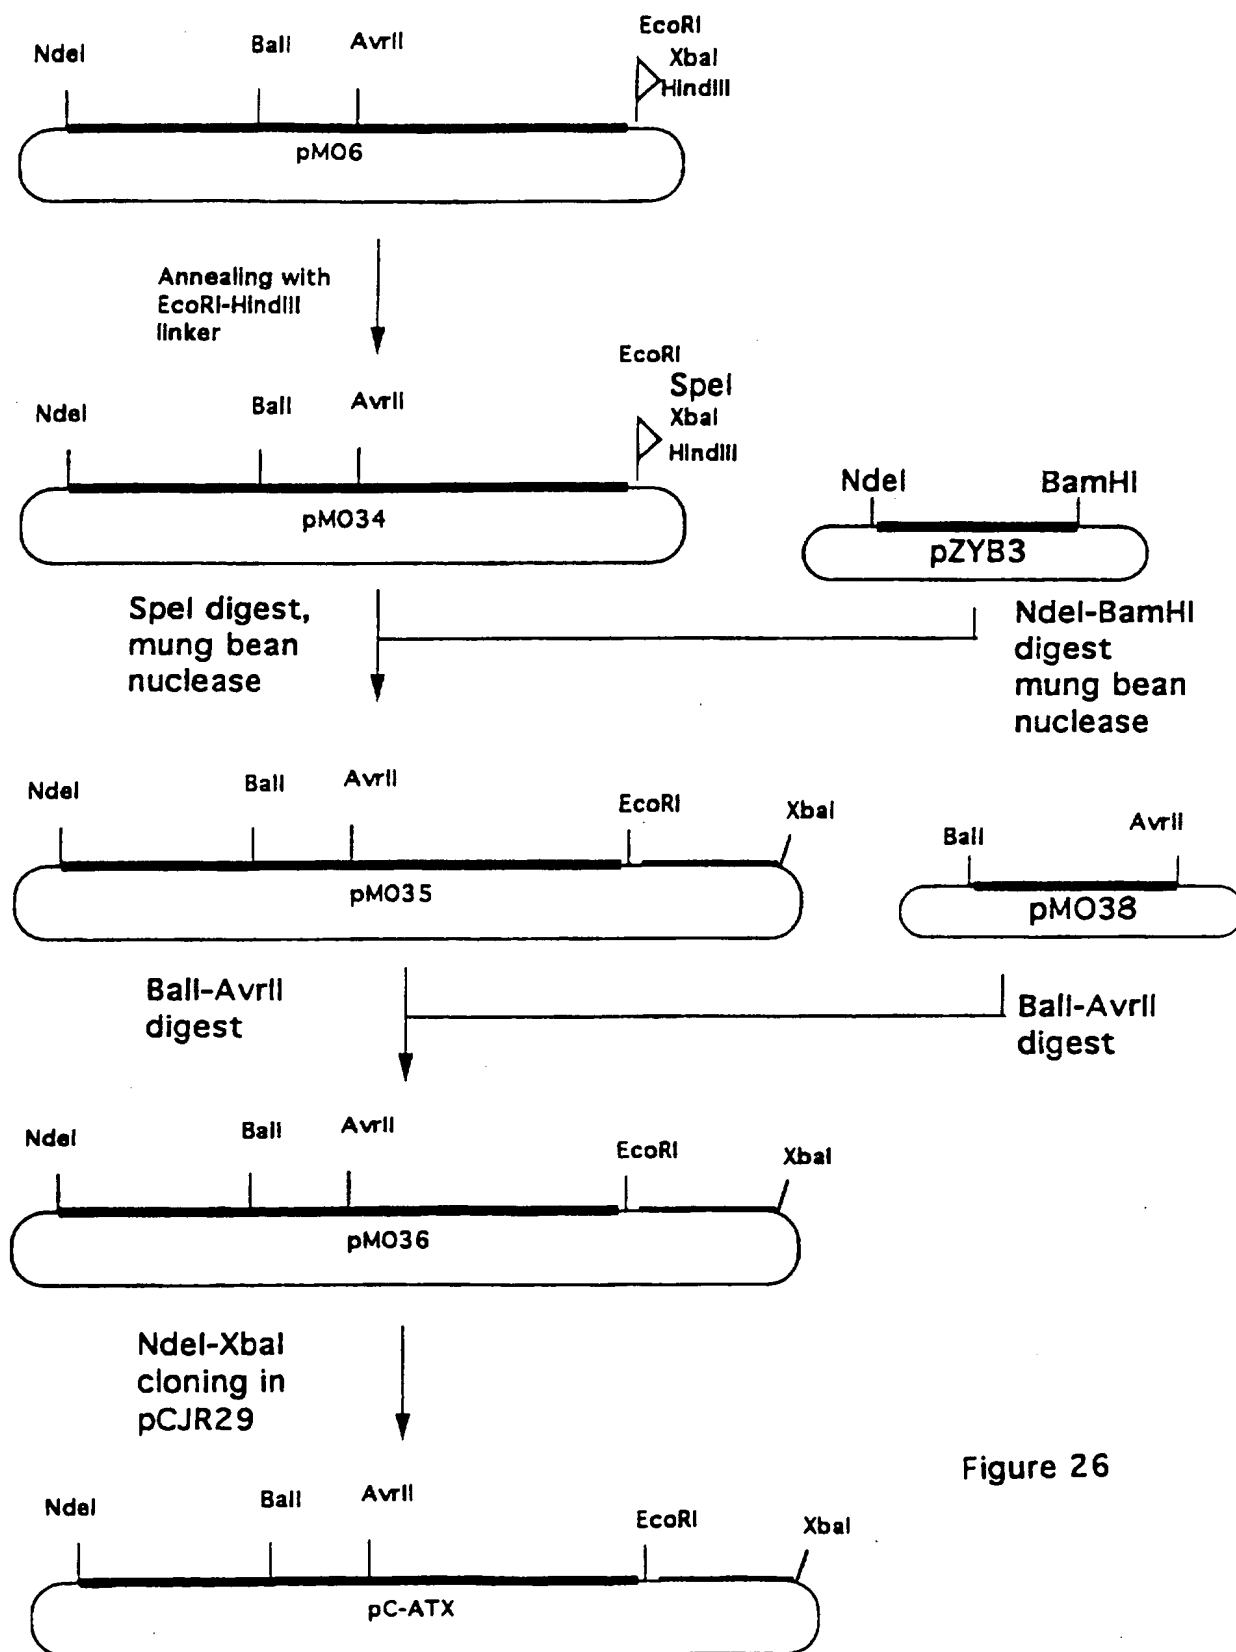 EcoRI
NdeI
BalI
AvrII
XbaI
HindIII
pMO6
Annealing with
EcoRI-HindIII
linker
EcoRI
SpeI
NdeI
BalI
AvrII
XbaI
HindIII
pMO34
NdeI
BamHI
pZYB3
SpeI digest,
mung bean
nuclease
NdeI-BamHI
digest
mung bean
nuclease
NdeI
BalI
AvrII
EcoRI
XbaI
pMO35
BalI
AvrII
pMO38
BalI-AvrII
digest
BalI-AvrII
digest
NdeI
BalI
AvrII
EcoRI
XbaI
pMO36
NdeI-XbaI
cloning in
pCJR29
Figure 26
NdeI
BalI
AvrII
EcoRI
XbaI
pC-ATX